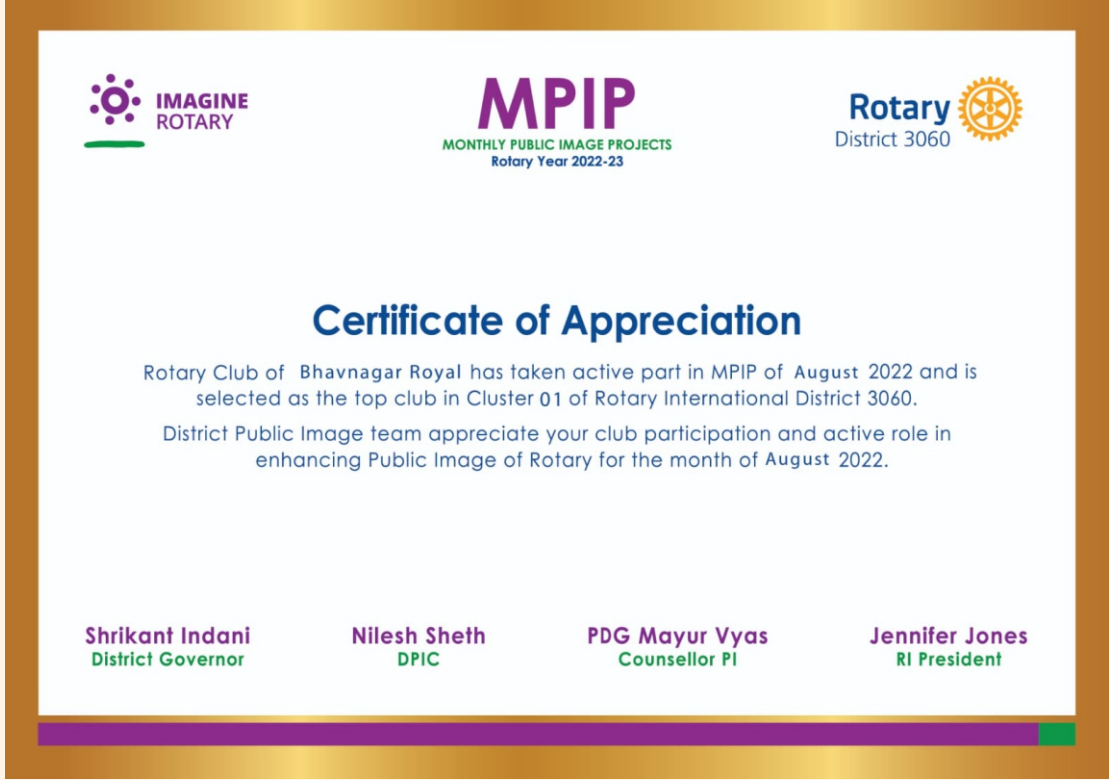 IMAGINE
ROTARY
MPIP
MONTHLY PUBLIC IMAGE PROJECTS
Rotary Year 2022-23
Rotary
District 3060
Certificate of Appreciation
Rotary Club of Bhavnagar Royal has taken active part in MPIP of August 2022 and is
selected as the top club in Cluster 01 of Rotary International District 3060.
District Public Image team appreciate your club participation and active role in
enhancing Public Image of Rotary for the month of August 2022.
Shrikant Indani
District Governor
Nilesh Sheth
DPIC
PDG Mayur Vyas
Counsellor PI
Jennifer Jones
RI President